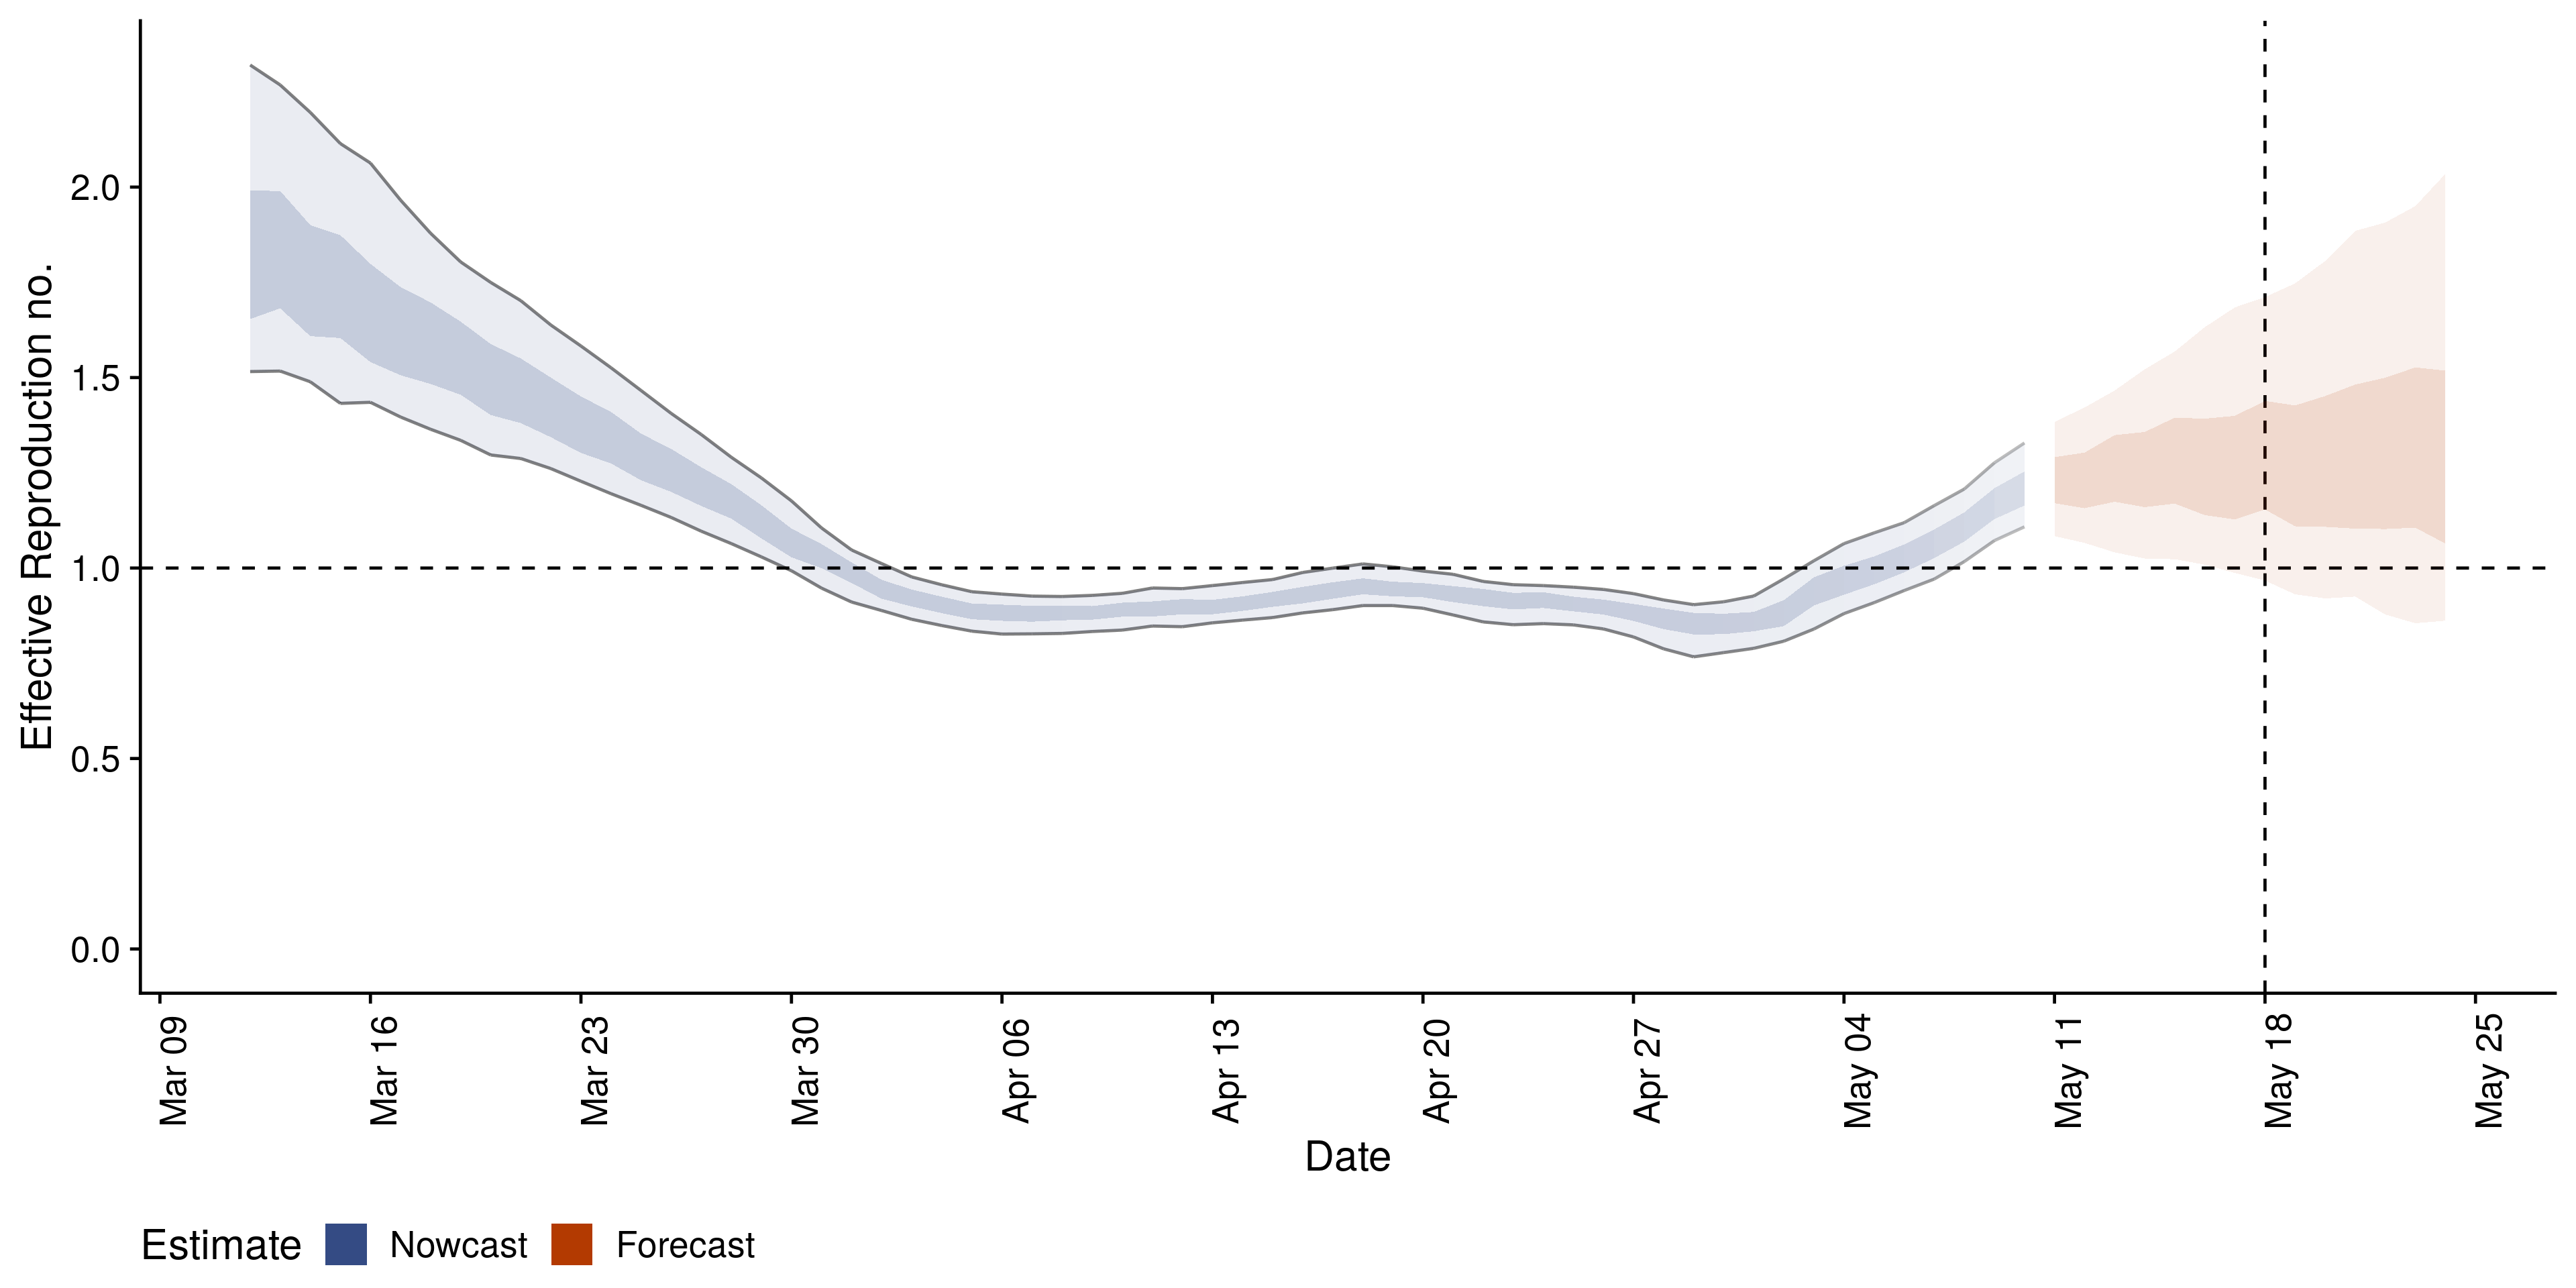 Effective Reproduction no.
2.0
1.5
1.0
0.5
0.0
Mar 09
Mar 16
Mar 23
Mar 30
Apr 06
Apr 13
Apr 20
Apr 27
May 04
May 11
May 18
May 25
Date
Estimate Nowcast Forecast